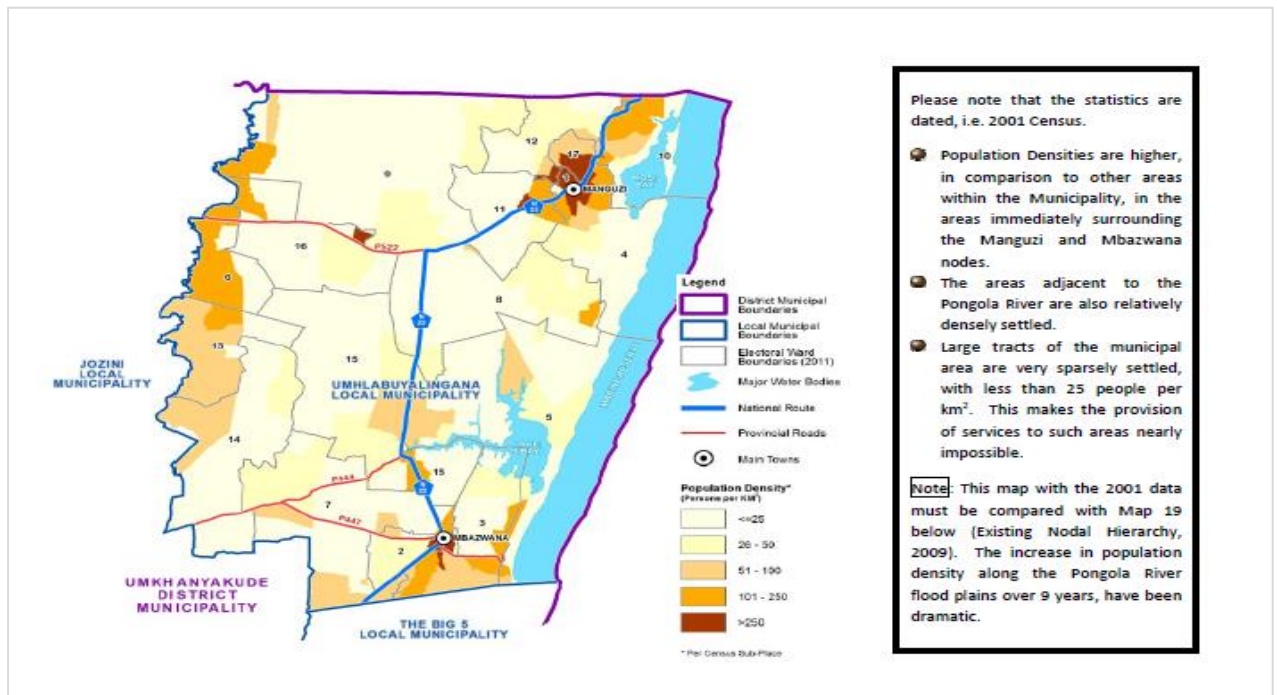 12
17
10
9
1
MANGUZI
11
16
P522
4
6
8
13
15
JOZINI
LOCAL
MUNICIPALITY
UMHLABUYALINGANA
LOCAL MUNICIPALITY
5
14
15
7
P447
3
MBAZWANA
2
UMKHANYAKUDE
DISTRICT
MUNICIPALITY
THE BIG 5
LOCAL MUNICIPALITY
Legend
District Municipal
Boundaries
Local Municipal
Boundaries
Electoral Ward
Boundaries (2011)
Major Water Bodies
National Route
Provincial Roads
Main Towns
Population Density*
(Persons per KM²)
<=25
26 - 50
51 - 100
101 - 250
>250
* Per Census Sub-Place
Please note that the statistics are
dated, i.e. 2001 Census.
Population Densities are higher,
in comparison to other areas
within the Municipality, in the
areas immediately surrounding
the Manguzi and Mbazwana
nodes.
The areas adjacent to the
Pongola River are also relatively
densely settled.
Large tracts of the municipal
area are very sparsely settled,
with less than 25 people per
km². This makes the provision
of services to such areas nearly
impossible.
Note: This map with the 2001 data
must be compared with Map 19
below (Existing Nodal Hierarchy,
2009). The increase in population
density along the Pongola River
flood plains over 9 years, have been
dramatic.